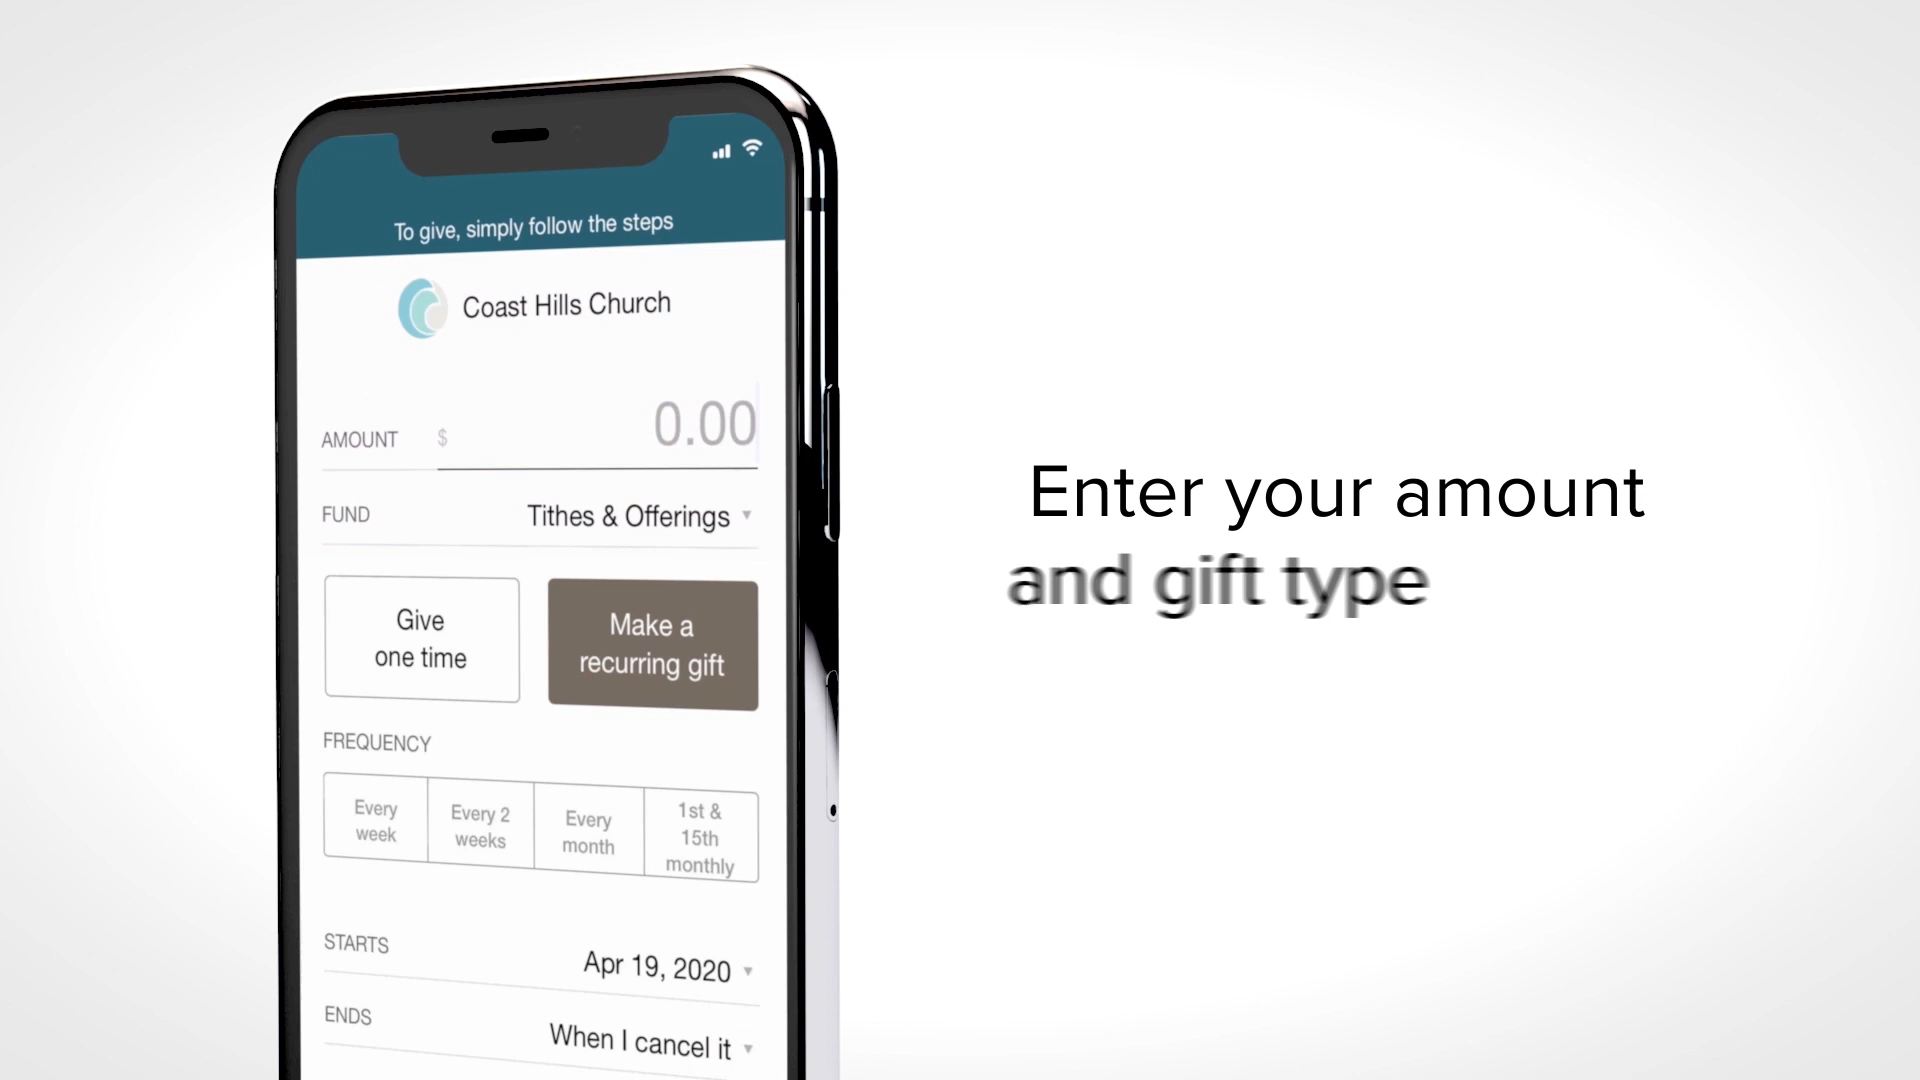 To give, simply follow the steps
Coast Hills Church
AMOUNT $ 0.00
FUND Tithes & Offerings
Give
one time
Make a
recurring gift
FREQUENCY
Every
week
Every 2
weeks
Every
month
1st &
15th
monthly
STARTS Apr 19, 2020
ENDS When I cancel it
Enter your amount
and gift type